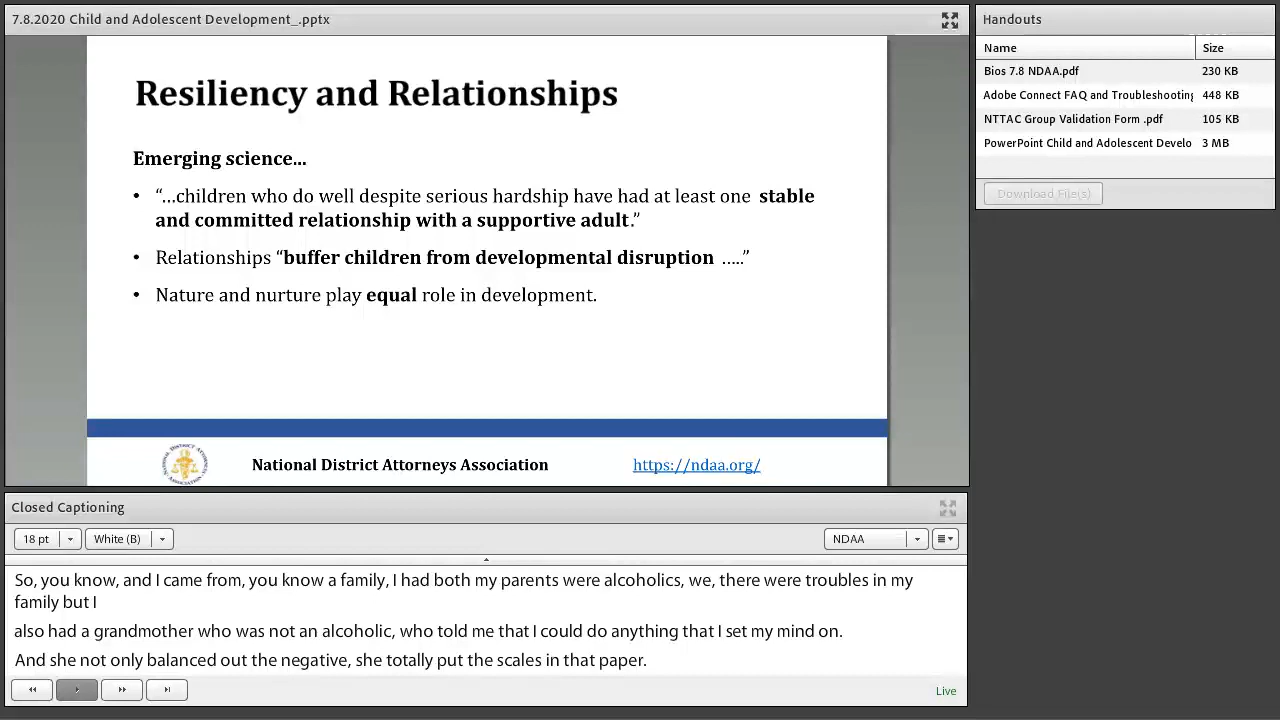 7.8.2020 Child and Adolescent Development_.pptx
Resiliency and Relationships
Emerging science...
• “…children who do well despite serious hardship have had at least one stable
and committed relationship with a supportive adult.”
• Relationships “buffer children from developmental disruption …..”
• Nature and nurture play equal role in development.
National District Attorneys Association
https://ndaa.org/
Handouts
Name Size
Bios 7.8 NDAA.pdf 230 KB
Adobe Connect FAQ and Troubleshooting 448 KB
NTTAC Group Validation Form .pdf 105 KB
PowerPoint Child and Adolescent Develo 3 MB
Download File(s)
Closed Captioning
18 pt White (B) NDAA
So, you know, and I came from, you know a family, I had both my parents were alcoholics, we, there were troubles in my
family but I
also had a grandmother who was not an alcoholic, who told me that I could do anything that I set my mind on.
And she not only balanced out the negative, she totally put the scales in that paper.
Live